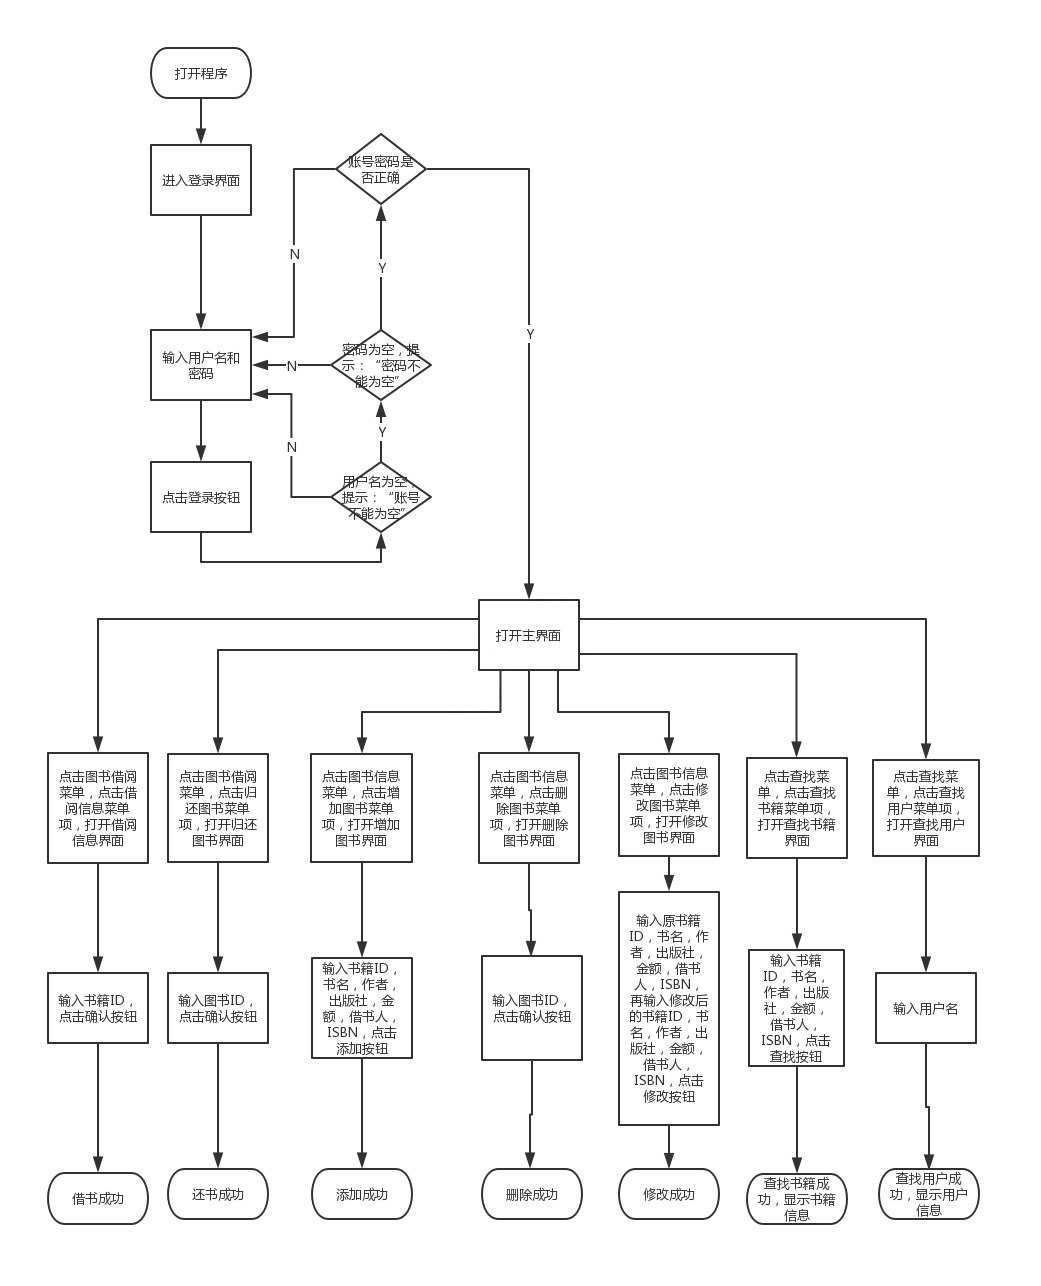 打开程序
进入登录界面
账号密码是
否正确
N
Y
Y
输入用户名和
密码
N
密码为空，提
示：“密码不
能为空”
Y
N
点击登录按钮
用户名为空，
提示：“账号
不能为空”
打开主界面
点击图书借阅
菜单，点击借
阅信息菜单
项，打开借阅
信息界面
点击图书借阅
菜单，点击归
还图书菜单
项，打开归还
图书界面
点击图书信息
菜单，点击增
加图书菜单
项，打开增加
图书界面
点击图书信息
菜单，点击删
除图书菜单
项，打开删除
图书界面
点击图书信息
菜单，点击修
改图书菜单
项，打开修改
图书界面
点击查找菜
单，点击查找
书籍菜单项，
打开查找书籍
界面
点击查找菜
单，点击查找
用户菜单项，
打开查找用户
界面
输入书籍ID，
点击确认按钮
输入图书ID，
点击确认按钮
输入书籍ID，
书名，作者，
出版社，金
额，借书人，
ISBN，点击
添加按钮
输入图书ID，
点击确认按钮
输入原书籍
ID，书名，作
者，出版社，
金额，借书
人，ISBN，
再输入修改后
的书籍ID，书
名，作者，出
版社，金额，
借书人，
ISBN，点击
修改按钮
输入书籍
ID，书名，
作者，出版
社，金额，
借书人，
ISBN，点击
查找按钮
输入用户名
借书成功
还书成功
添加成功
删除成功
修改成功
查找书籍成
功，显示书籍
信息
查找用户成
功，显示用户
信息